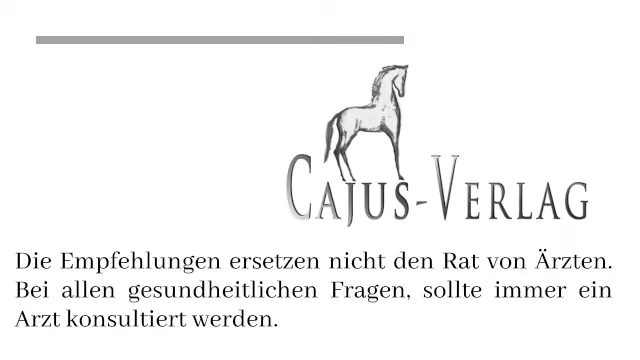 CAJUS-VERLAG
Die Empfehlungen ersetzen nicht den Rat von Ärzten.
Bei allen gesundheitlichen Fragen, sollte immer ein
Arzt konsultiert werden.